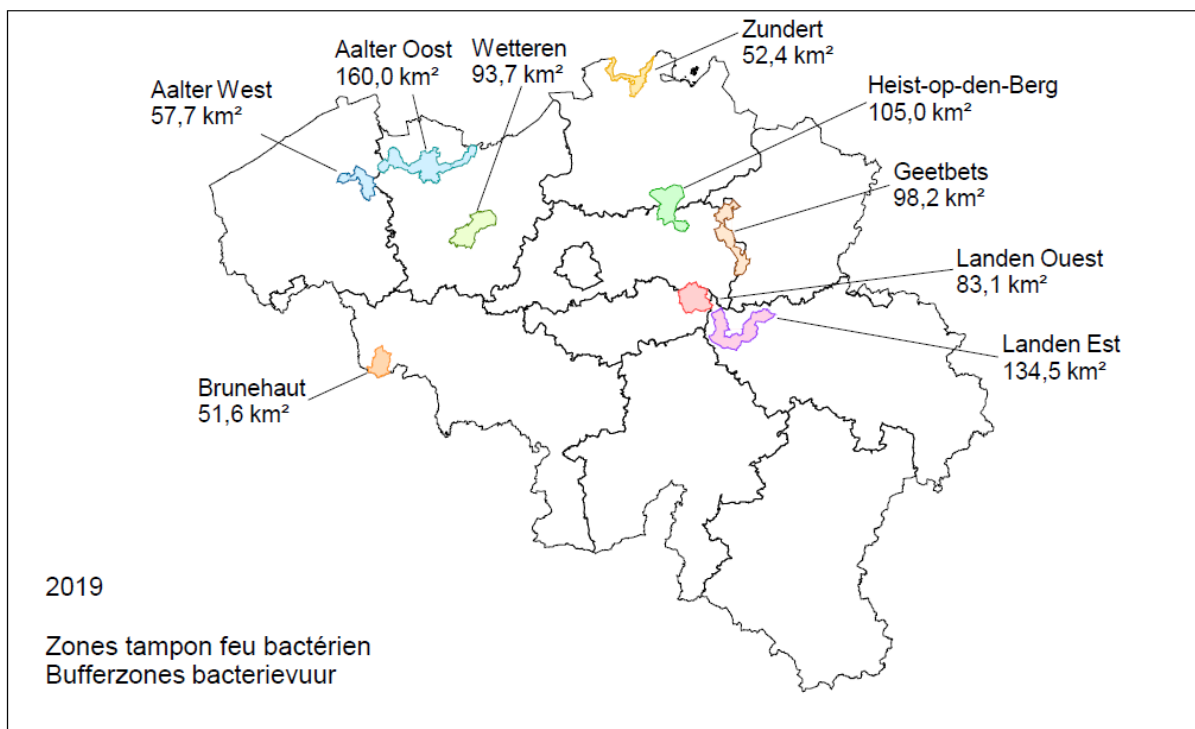 Zundert
52,4 km²
Aalter Oost
160,0 km²
Wetteren
93,7 km²
Aalter West
57,7 km²
Heist-op-den-Berg
105,0 km²
Geetbets
98,2 km²
Landen Ouest
83,1 km²
Landen Est
134,5 km²
Brunehaut
51,6 km²
2019
Zones tampon feu bactérien
Bufferzones bacterievuur